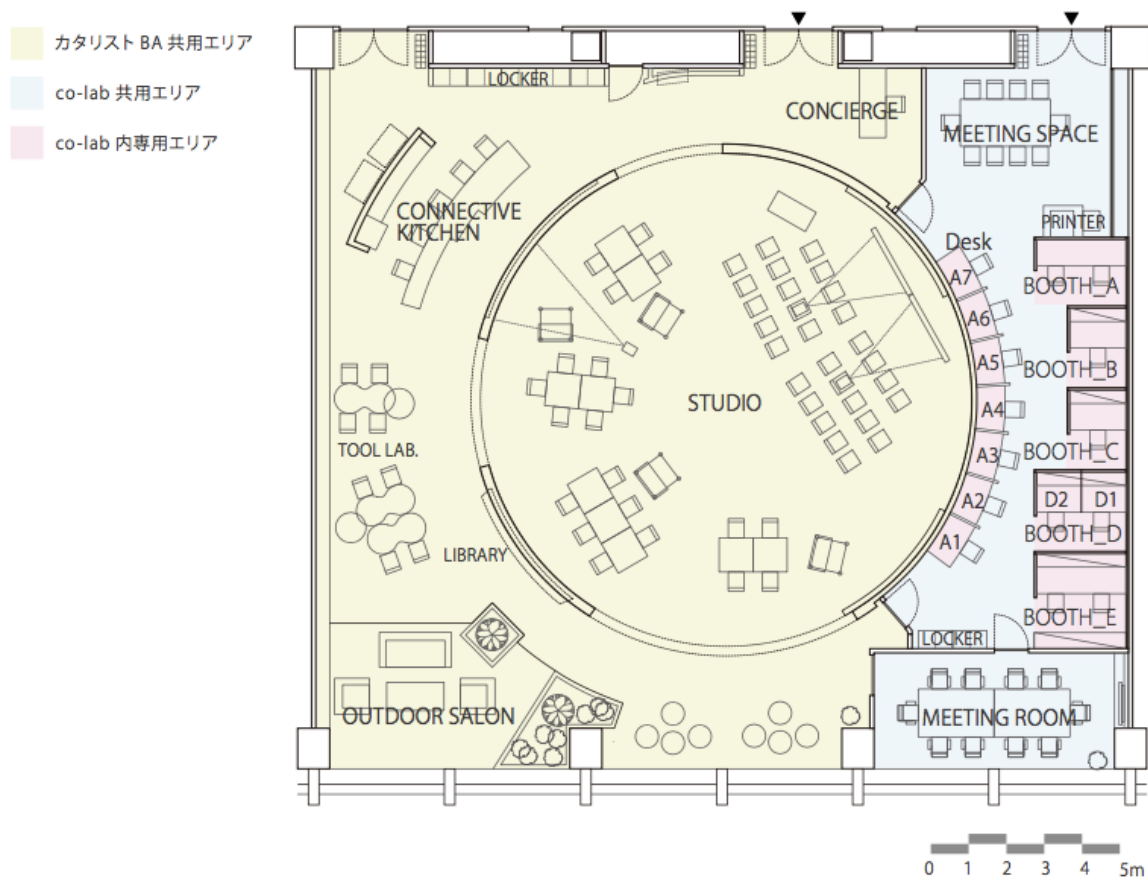 カタリスト BA 共用エリア
co-lab 共用エリア
co-lab 内専用エリア
LOCKER
CONCIERGE
MEETING SPACE
CONNECTIVE
KITCHEN
PRINTER
Desk
A7
BOOTH_A
A6
A5
BOOTH_B
STUDIO
A4
TOOL LAB.
A3
BOOTH_C
A2
D2
D1
BOOTH_D
A1
LIBRARY
BOOTH_E
LOCKER
OUTDOOR SALON
MEETING ROOM
0 1 2 3 4 5m